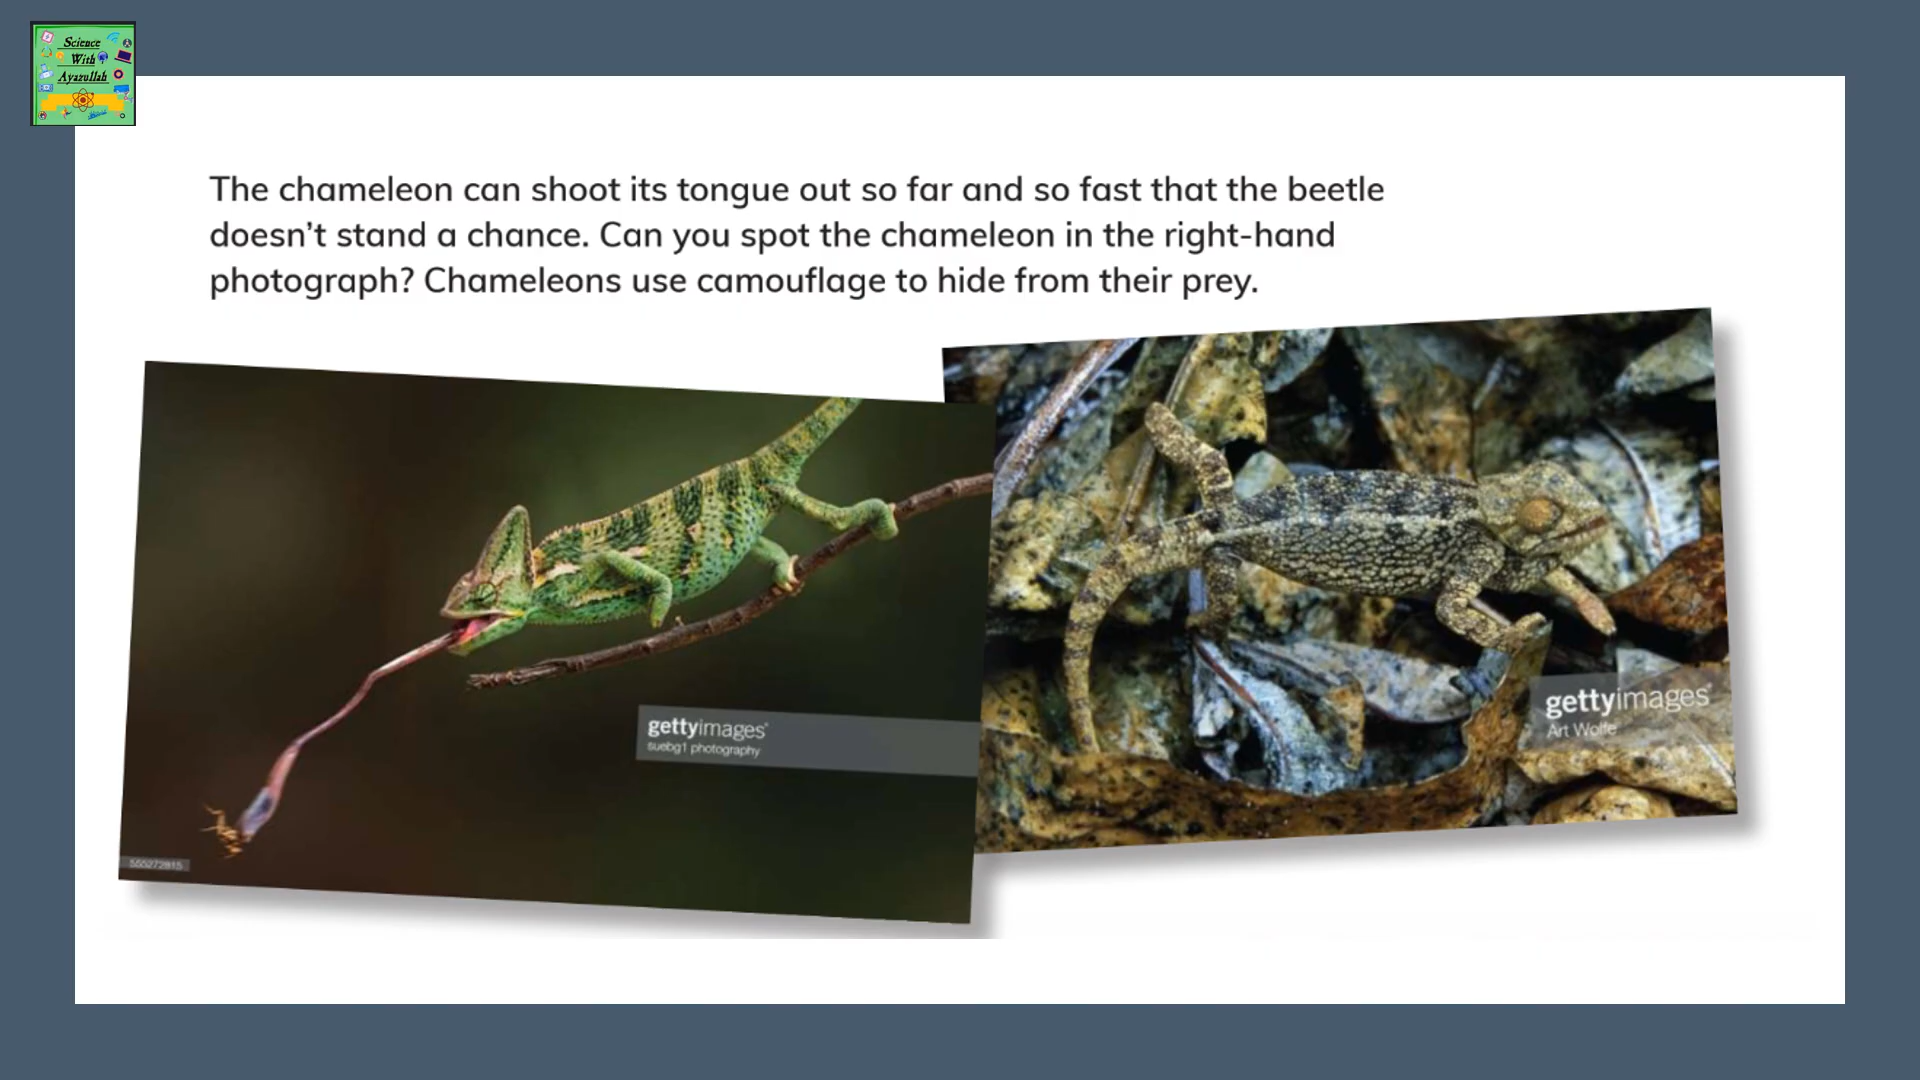 Science
With
Ayazullah
The chameleon can shoot its tongue out so far and so fast that the beetle
doesn’t stand a chance. Can you spot the chameleon in the right-hand
photograph? Chameleons use camouflage to hide from their prey.
gettyimages®
suebg1 photography
555272815
gettyimages®
Art Wolfe